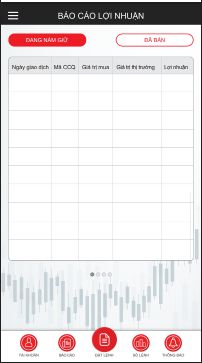 BÁO CÁO LỢI NHUẬN
ĐANG NẮM GIỮ ĐÃ BÁN
Ngày giao dịch Mã CCQ Giá trị mua Giá trị thị trường Lợi nhuận
TÀI KHOẢN BÁO CÁO ĐẶT LỆNH SỔ LỆNH THÔNG BÁO